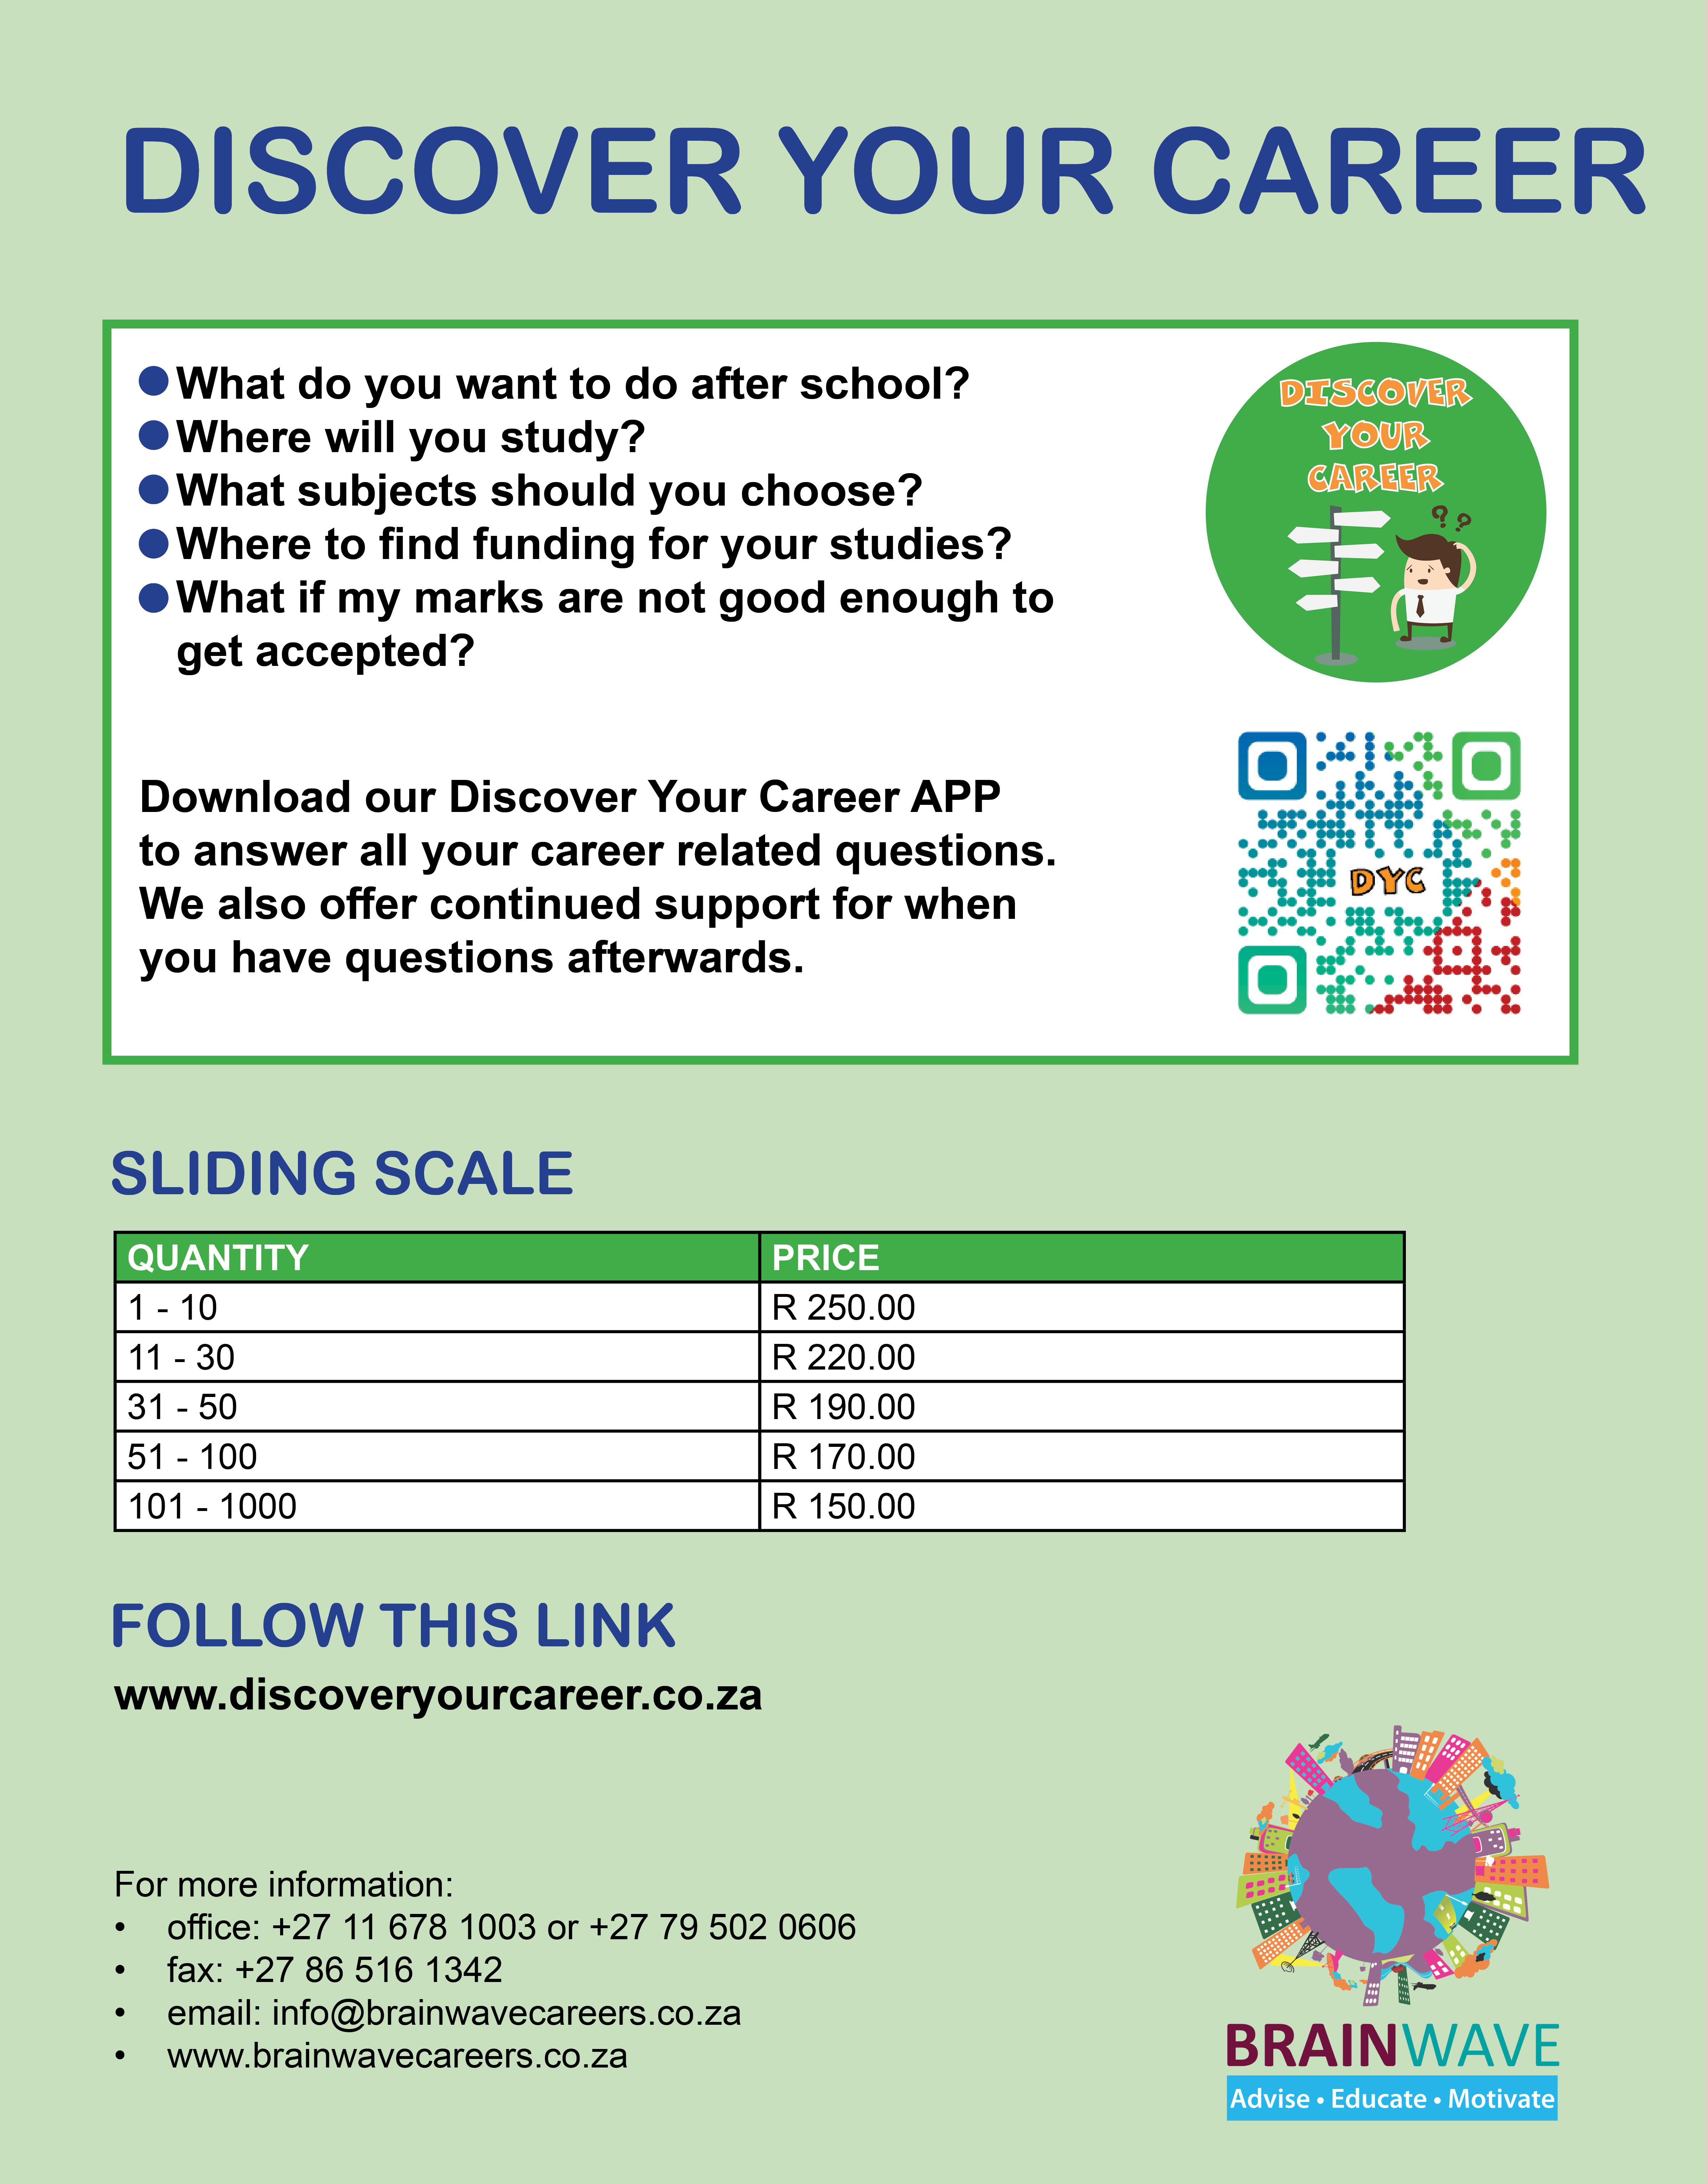 DISCOVER YOUR CAREER
● What do you want to do after school?
● Where will you study?
● What subjects should you choose?
● Where to find funding for your studies?
● What if my marks are not good enough to
get accepted?
DISCOVER
YOUR
CAREER
? ?
Download our Discover Your Career APP
to answer all your career related questions.
We also offer continued support for when
you have questions afterwards.
DYC
SLIDING SCALE
QUANTITY PRICE
1 - 10 R 250.00
11 - 30 R 220.00
31 - 50 R 190.00
51 - 100 R 170.00
101 - 1000 R 150.00
FOLLOW THIS LINK
www.discoveryourcareer.co.za
For more information:
• office: +27 11 678 1003 or +27 79 502 0606
• fax: +27 86 516 1342
• email: info@brainwavecareers.co.za
• www.brainwavecareers.co.za
BRAINWAVE
Advise • Educate • Motivate